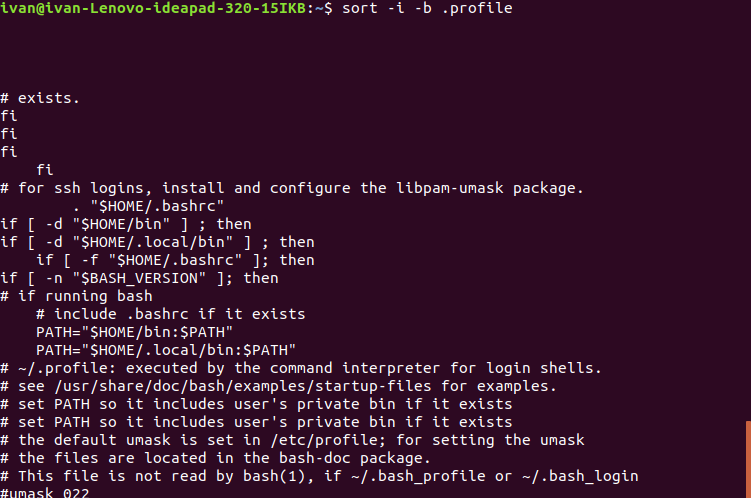 ivan@ivan-Lenovo-ideapad-320-15IKB:~$ sort -i -b .profile
# exists.
fi
fi
fi
    fi
# for ssh logins, install and configure the libpam-umask package.
        . "$HOME/.bashrc"
if [ -d "$HOME/bin" ] ; then
if [ -d "$HOME/.local/bin" ] ; then
    if [ -f "$HOME/.bashrc" ]; then
if [ -n "$BASH_VERSION" ]; then
# if running bash
    # include .bashrc if it exists
    PATH="$HOME/bin:$PATH"
    PATH="$HOME/.local/bin:$PATH"
# ~/.profile: executed by the command interpreter for login shells.
# see /usr/share/doc/bash/examples/startup-files for examples.
# set PATH so it includes user's private bin if it exists
# set PATH so it includes user's private bin if it exists
# the default umask is set in /etc/profile; for setting the umask
# the files are located in the bash-doc package.
# This file is not read by bash(1), if ~/.bash_profile or ~/.bash_login
#umask 022